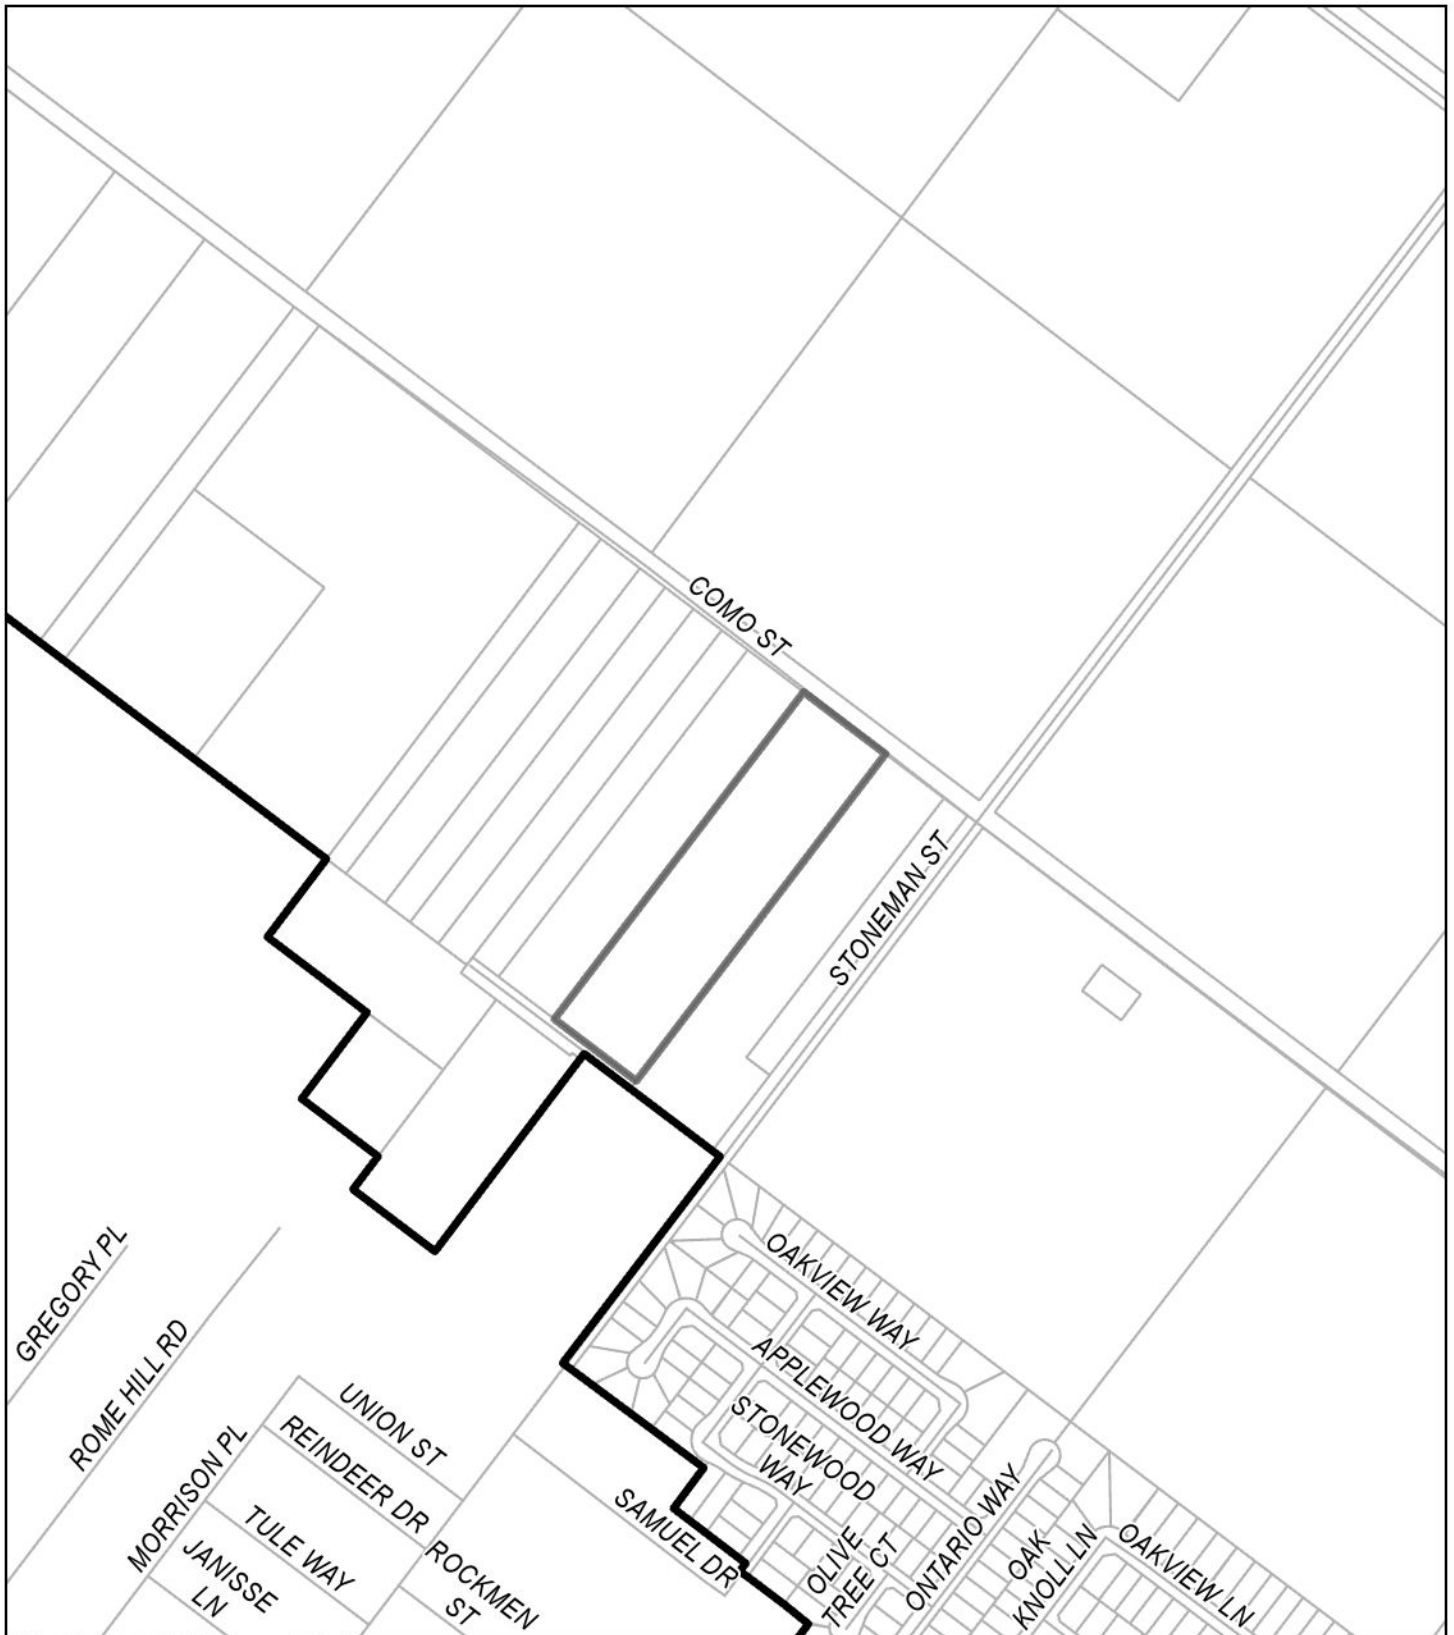 COMO ST
STONEMAN ST
GREGORY PL
ROME HILL RD
OAKVIEW WAY
APPLEWOOD WAY
STONEWOOD
WAY
UNION ST
REINDEER DR
MORRISON PL
TULE WAY
JANISSE
LN
ROCKMEN
ST
SAMUEL DR
OLIVE
TREE CT
ONTARIO WAY
OAK
KNOLL LN
OAKVIEW LN